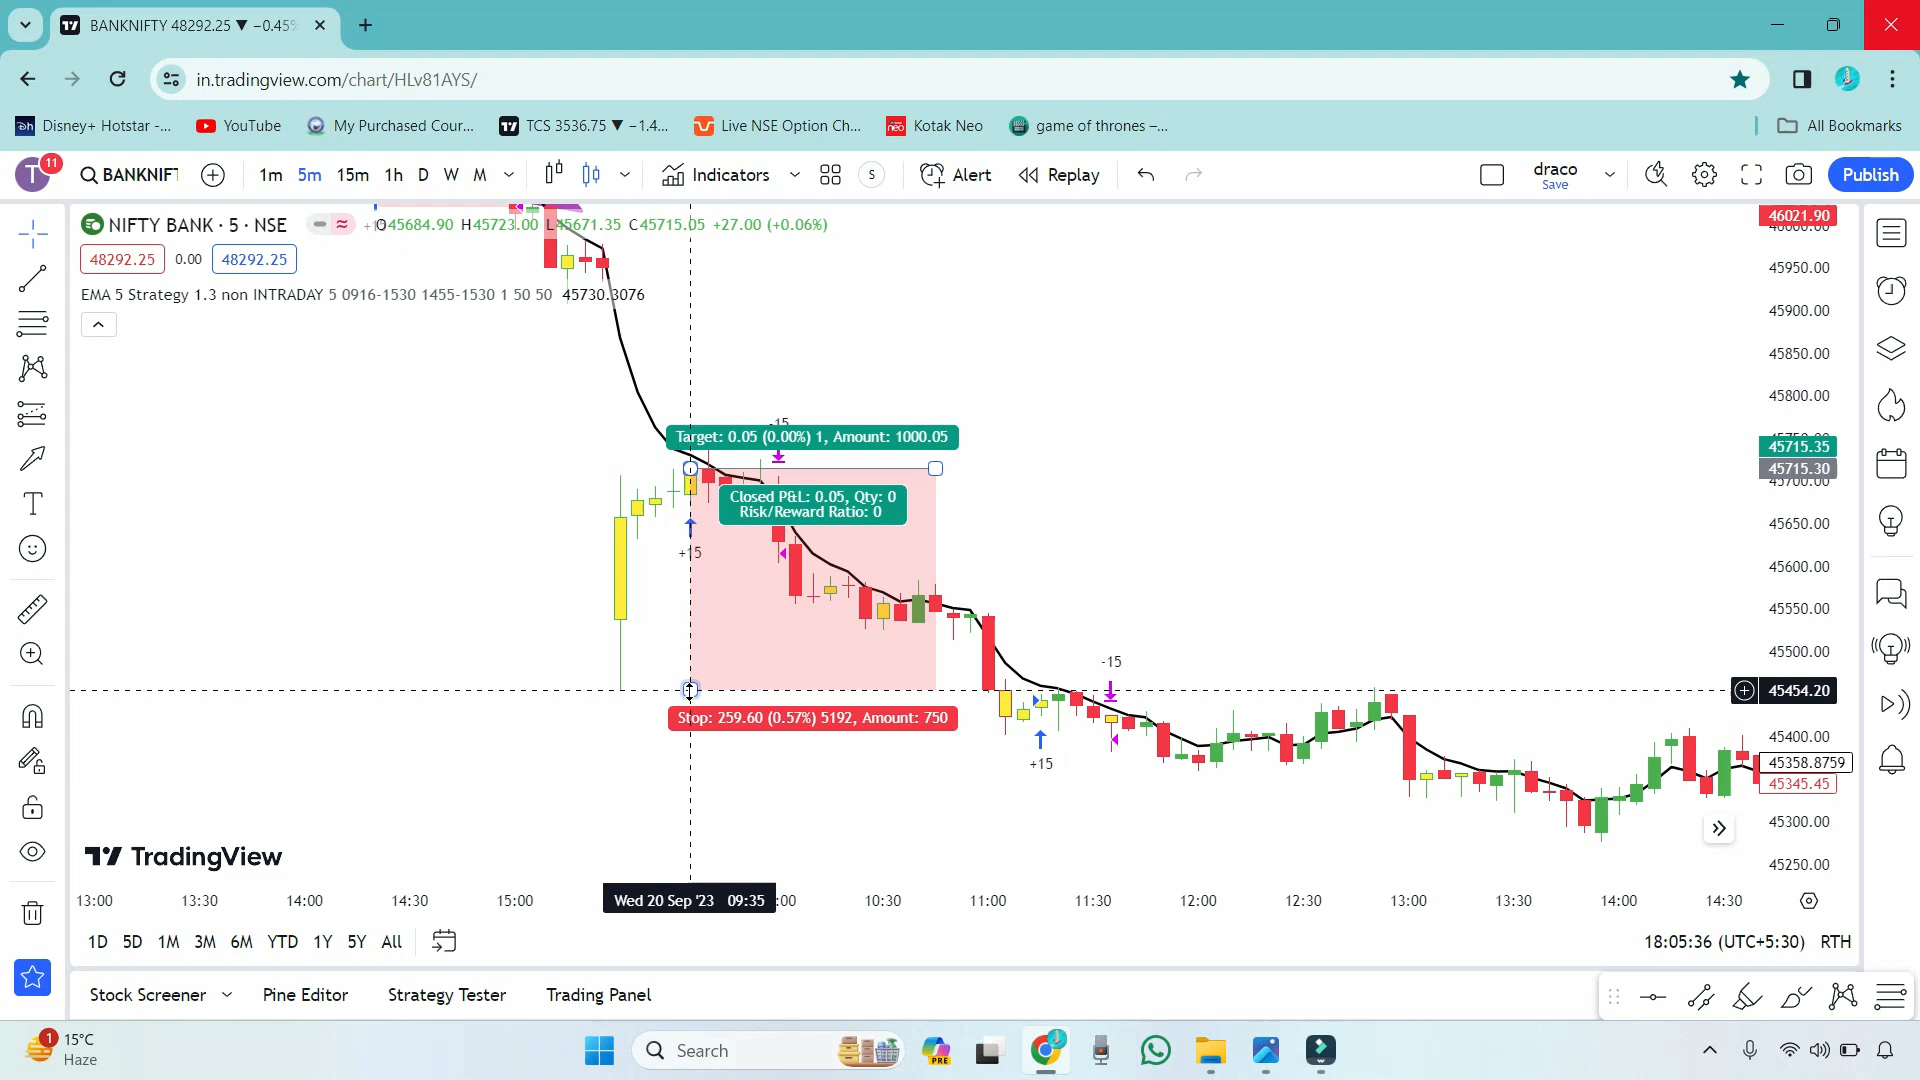 BANKNIFTY 48292.25 ▼ −0.45%
in.tradingview.com/chart/HLv81AYS/
Disney+ Hotstar -...
YouTube
My Purchased Cour...
TCS 3536.75 ▼ −1.4...
Live NSE Option Ch...
Kotak Neo
game of thrones –...
All Bookmarks
T
11
BANKNIFT
1m
5m
15m
1h
D
W
M
Indicators
S
Alert
Replay
draco
Save
Publish
NIFTY BANK · 5 · NSE
O45684.90 H45723.00 L45671.35 C45715.05 +27.00 (+0.06%)
48292.25
0.00
48292.25
EMA 5 Strategy 1.3 non INTRADAY 5 0916-1530 1455-1530 1 50 50 45730.3076
46021.90
45950.00
45900.00
45850.00
45800.00
45715.35
45715.30
45700.00
45650.00
45600.00
45550.00
45500.00
45454.20
45400.00
45358.8759
45345.45
45300.00
45250.00
-15
Target: 0.05 (0.00%) 1, Amount: 1000.05
Closed P&L: 0.05, Qty: 0
Risk/Reward Ratio: 0
+15
Stop: 259.60 (0.57%) 5192, Amount: 750
-15
+15
TradingView
13:00
13:30
14:00
14:30
15:00
Wed 20 Sep '23 09:35
:00
10:30
11:00
11:30
12:00
12:30
13:00
13:30
14:00
14:30
1D
5D
1M
3M
6M
YTD
1Y
5Y
All
18:05:36 (UTC+5:30)
RTH
Stock Screener
Pine Editor
Strategy Tester
Trading Panel
1
15°C
Haze
Search
PRE